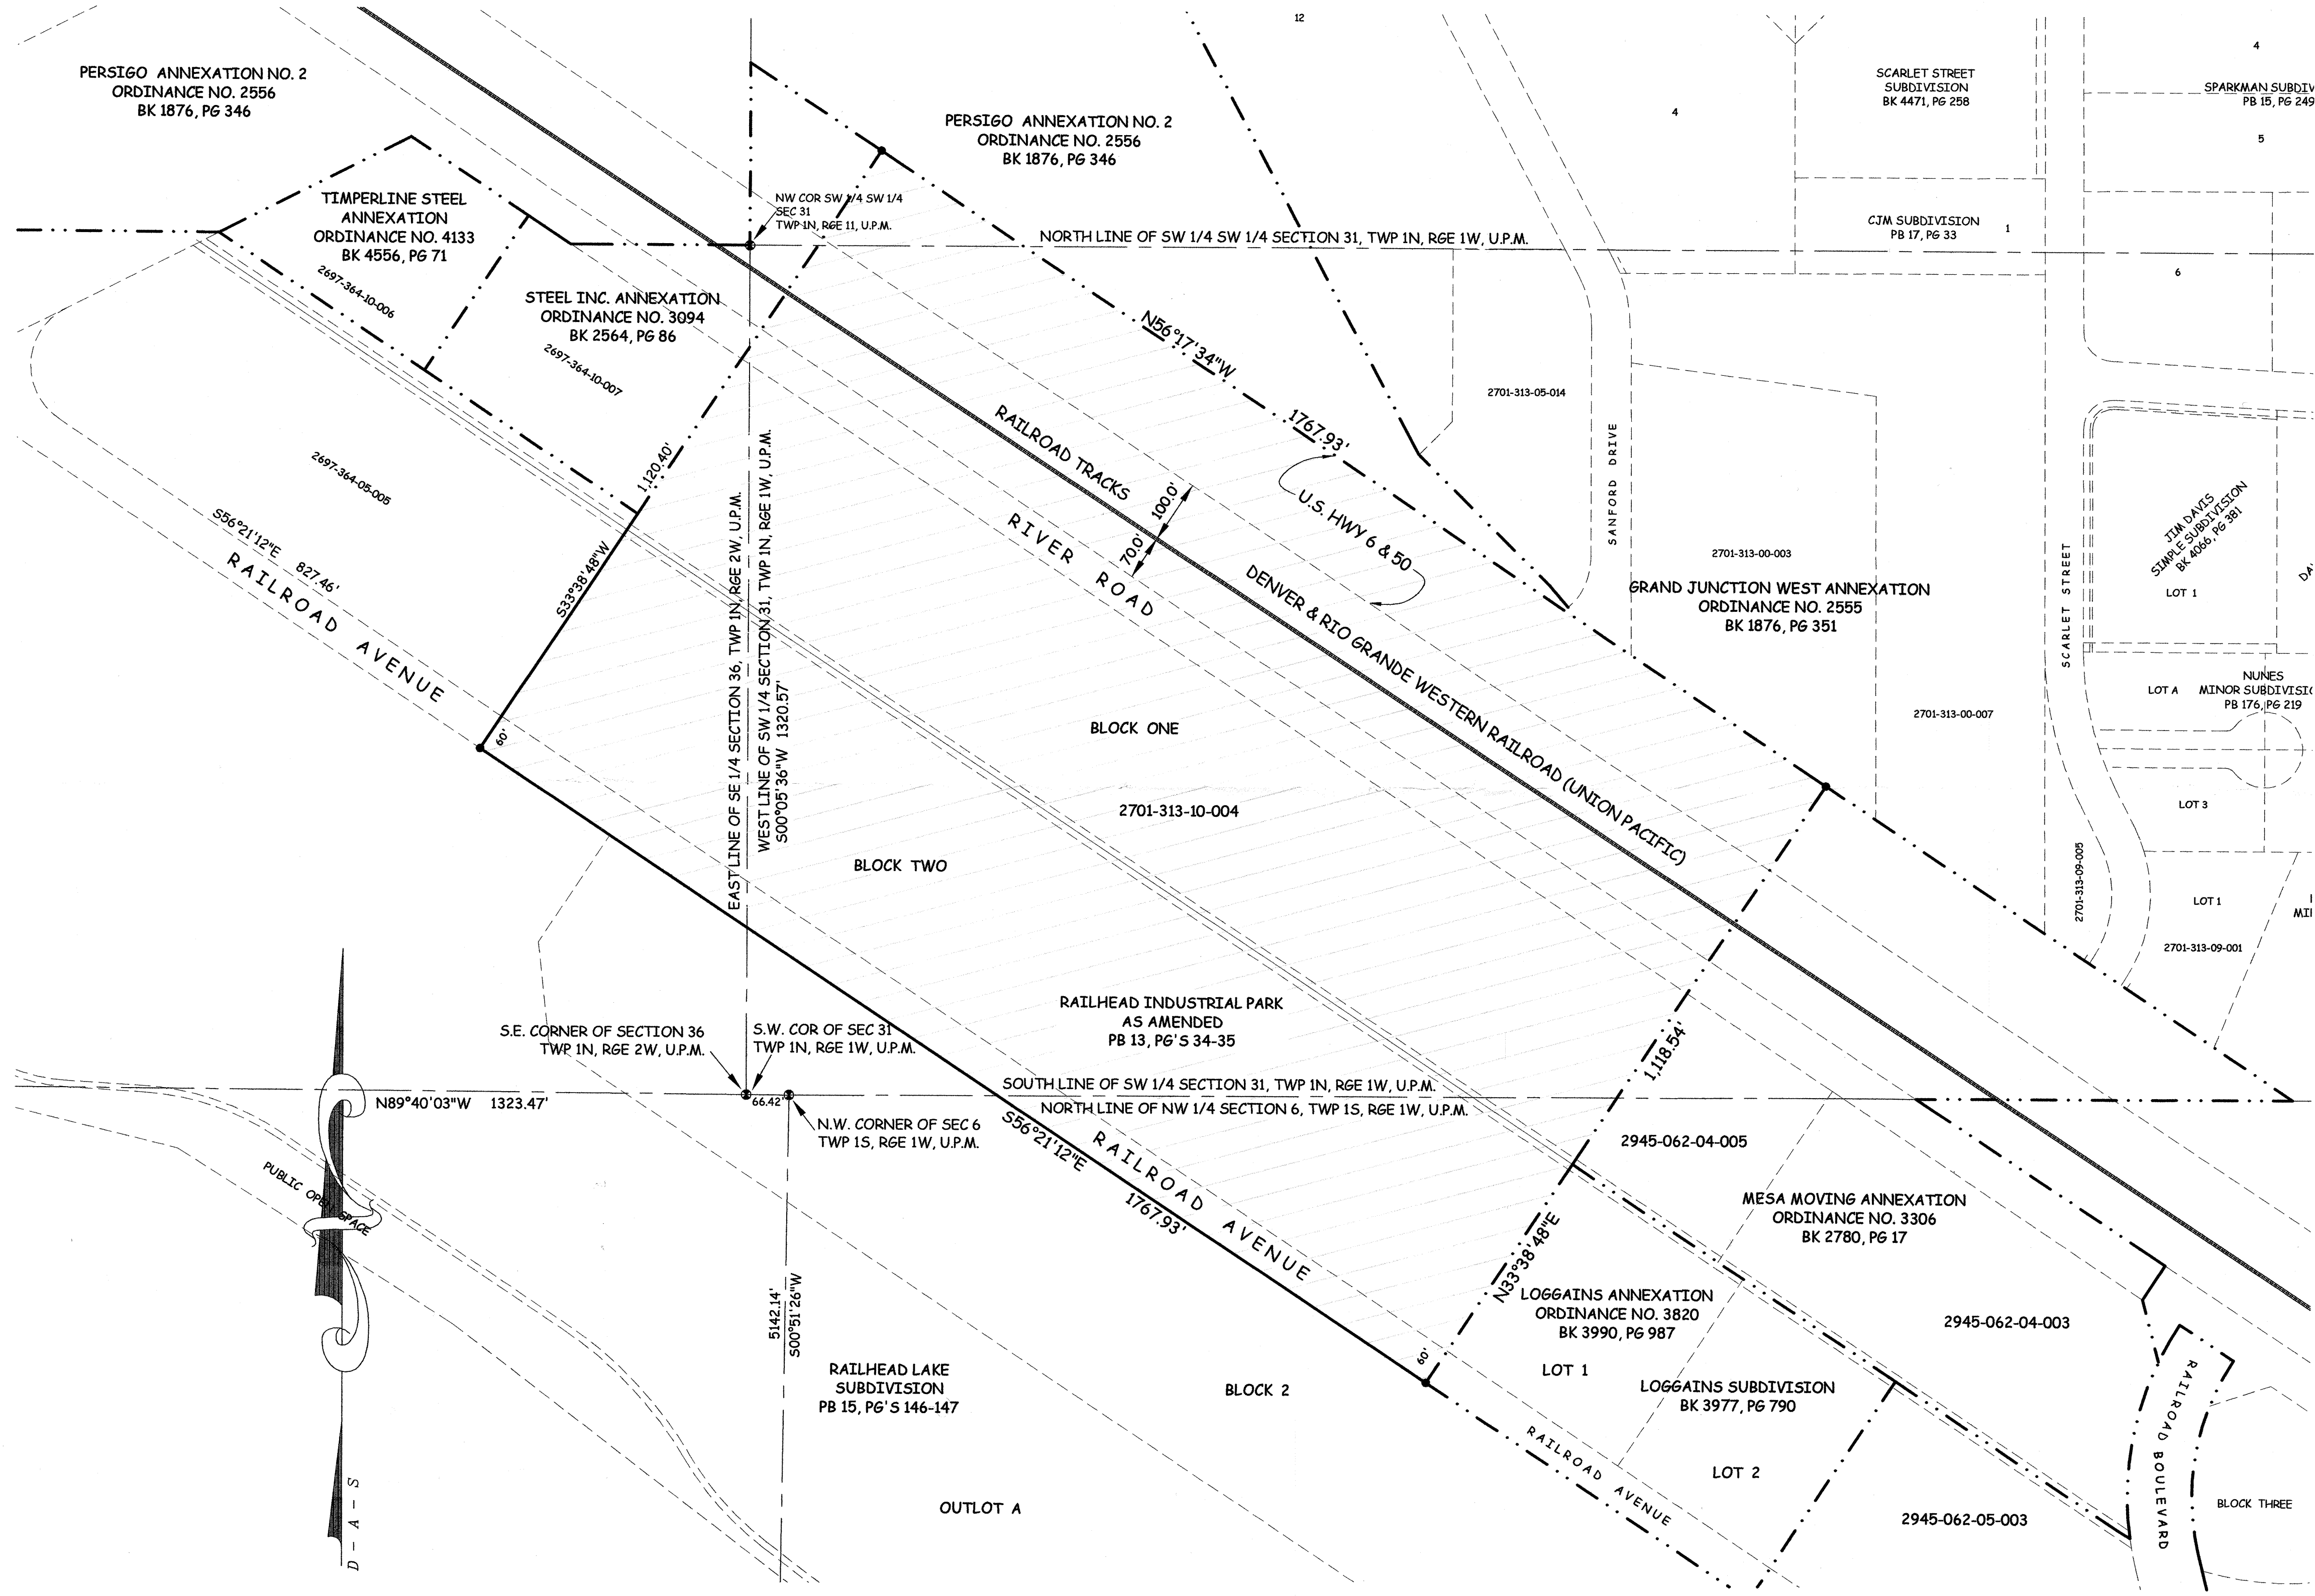 12
4
PERSIGO ANNEXATION NO. 2
ORDINANCE NO. 2556
BK 1876, PG 346
SCARLET STREET
SUBDIVISION
BK 4471, PG 258
SPARKMAN SUBDIV
PB 15, PG 249
4
5
PERSIGO ANNEXATION NO. 2
ORDINANCE NO. 2556
BK 1876, PG 346
TIMPERLINE STEEL
ANNEXATION
ORDINANCE NO. 4133
BK 4556, PG 71
2697-364-10-006
NW COR SW 1/4 SW 1/4
SEC 31
TWP 1N, RGE 11, U.P.M.
NORTH LINE OF SW 1/4 SW 1/4 SECTION 31, TWP 1N, RGE 1W, U.P.M.
CJM SUBDIVISION
PB 17, PG 33
1
6
STEEL INC. ANNEXATION
ORDINANCE NO. 3094
BK 2564, PG 86
2697-364-10-007
N56°17'34"W
1767.93'
2701-313-05-014
SANFORD DRIVE
RAILROAD TRACKS
100.0'
70.0'
U.S. HWY 6 & 50
RIVER ROAD
DENVER & RIO GRANDE WESTERN RAILROAD (UNION PACIFIC)
2697-364-05-005
1,120.40'
S33°38'48"W
S56°21'12"E 827.46'
RAILROAD AVENUE
60'
EAST LINE OF SE 1/4 SECTION 36, TWP 1N, RGE 2W, U.P.M.
WEST LINE OF SW 1/4 SECTION 31, TWP 1N, RGE 1W, U.P.M.
S00°05'36"W 1320.57'
2701-313-00-003
GRAND JUNCTION WEST ANNEXATION
ORDINANCE NO. 2555
BK 1876, PG 351
2701-313-00-007
SCARLET STREET
JIM DAVIS
SIMPLE SUBDIVISION
BK 4066, PG 381
LOT 1
DA
NUNES
LOT A MINOR SUBDIVISI
PB 176, PG 219
LOT 3
2701-313-09-005
LOT 1
MI
2701-313-09-001
BLOCK ONE
2701-313-10-004
BLOCK TWO
RAILHEAD INDUSTRIAL PARK
AS AMENDED
PB 13, PG'S 34-35
S.E. CORNER OF SECTION 36
TWP 1N, RGE 2W, U.P.M.
S.W. COR OF SEC 31
TWP 1N, RGE 1W, U.P.M.
N89°40'03"W 1323.47'
66.42'
N.W. CORNER OF SEC 6
TWP 1S, RGE 1W, U.P.M.
SOUTH LINE OF SW 1/4 SECTION 31, TWP 1N, RGE 1W, U.P.M.
NORTH LINE OF NW 1/4 SECTION 6, TWP 1S, RGE 1W, U.P.M.
S56°21'12"E
1767.93'
RAILROAD AVENUE
1,118.54'
N33°38'48"E
60'
2945-062-04-005
MESA MOVING ANNEXATION
ORDINANCE NO. 3306
BK 2780, PG 17
2945-062-04-003
LOGGAINS ANNEXATION
ORDINANCE NO. 3820
BK 3990, PG 987
LOT 1
LOGGAINS SUBDIVISION
BK 3977, PG 790
LOT 2
2945-062-05-003
RAILROAD AVENUE
RAILROAD BOULEVARD
BLOCK THREE
PUBLIC OPEN SPACE
5142.14'
S00°51'26"W
RAILHEAD LAKE
SUBDIVISION
PB 15, PG'S 146-147
BLOCK 2
OUTLOT A
D-A-S